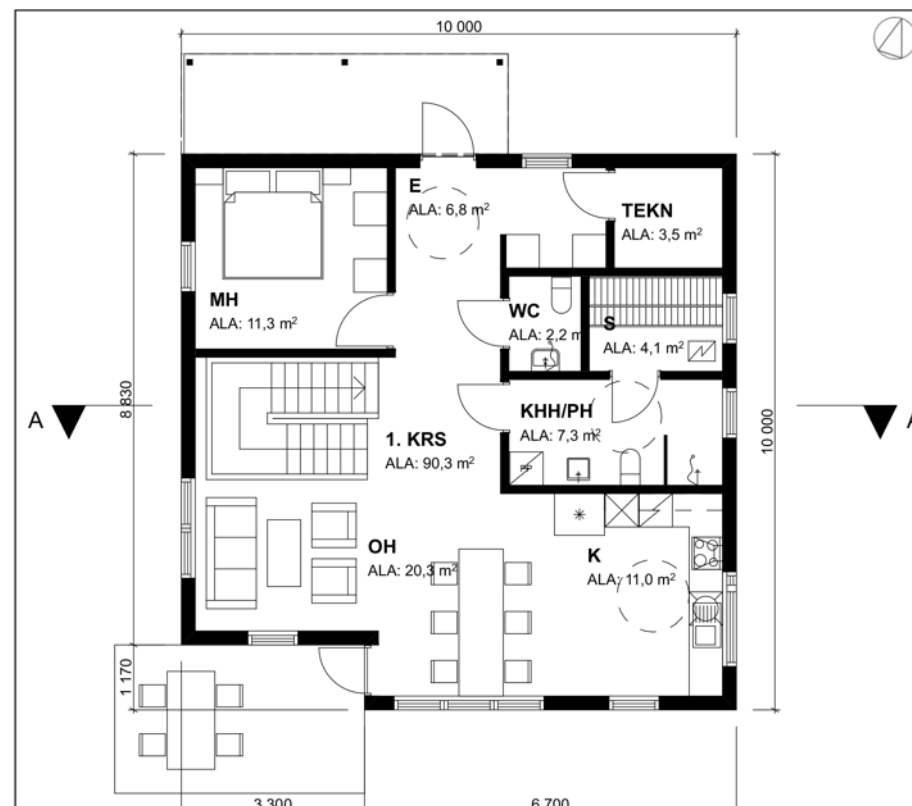 10 000
E
ALA: 6,8 m²
TEKN
ALA: 3,5 m²
MH
ALA: 11,3 m²
WC
ALA: 2,2 m
S
ALA: 4,1 m²
8 830
A
A
10 000
KHH/PH
ALA: 7,3 m²
1. KRS
ALA: 90,3 m²
OH
ALA: 20,3 m²
K
ALA: 11,0 m²
1 170
3 300
6 700